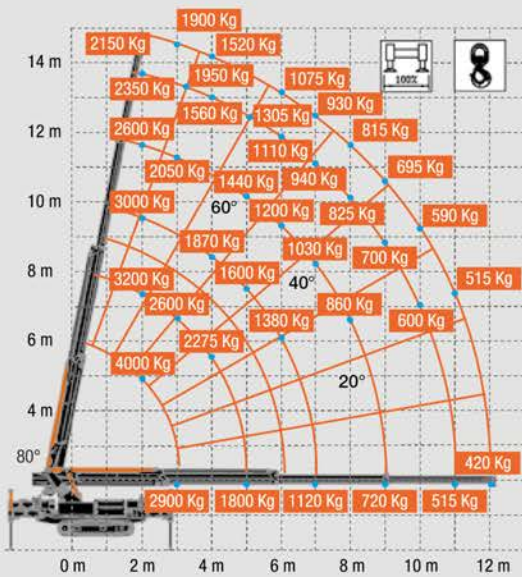 1900 Kg
2150 Kg
1520 Kg
14 m
1950 Kg
1075 Kg
100%
2350 Kg
1560 Kg
1305 Kg
930 Kg
12 m
2600 Kg
1110 Kg
815 Kg
2050 Kg
1440 Kg
940 Kg
695 Kg
10 m
3000 Kg
60°
1200 Kg
825 Kg
590 Kg
1870 Kg
1030 Kg
700 Kg
8 m
3200 Kg
1600 Kg
40°
515 Kg
2600 Kg
860 Kg
600 Kg
6 m
2275 Kg
1380 Kg
4000 Kg
20°
4 m
80°
420 Kg
2900 Kg
1800 Kg
1120 Kg
720 Kg
515 Kg
0 m
2 m
4 m
6 m
8 m
10 m
12 m